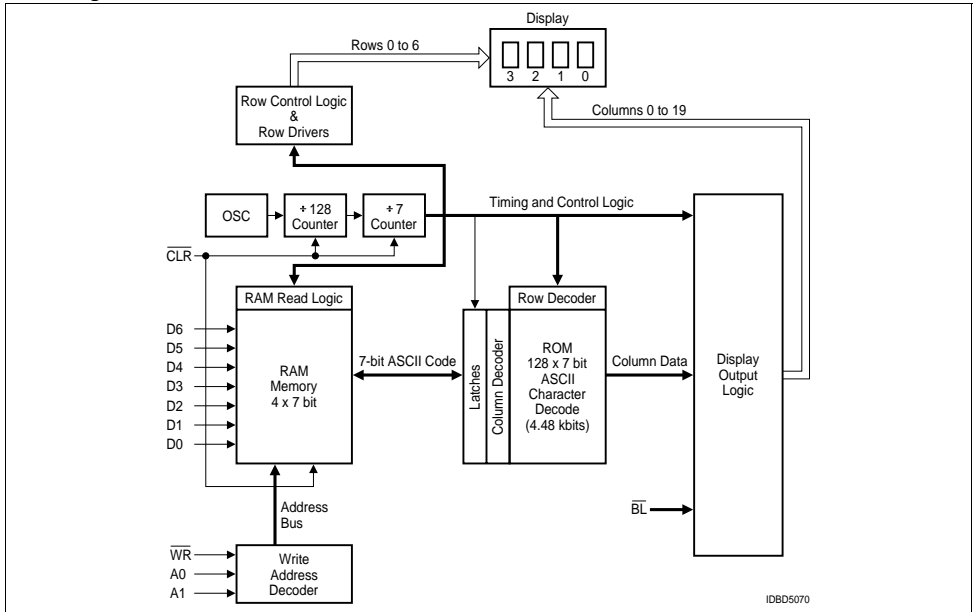 Display
Rows 0 to 6
3 2 1 0
Row Control Logic
&
Row Drivers
Columns 0 to 19
OSC
÷ 128
Counter
÷ 7
Counter
Timing and Control Logic
CLR
RAM Read Logic
Row Decoder
D6
D5
D4
D3
D2
D1
D0
RAM
Memory
4 x 7 bit
7-bit ASCII Code
Latches
Column Decoder
ROM
128 x 7 bit
ASCII
Character
Decode
(4.48 kbits)
Column Data
Display
Output
Logic
Address
Bus
BL
WR
A0
A1
Write
Address
Decoder
IDBD5070